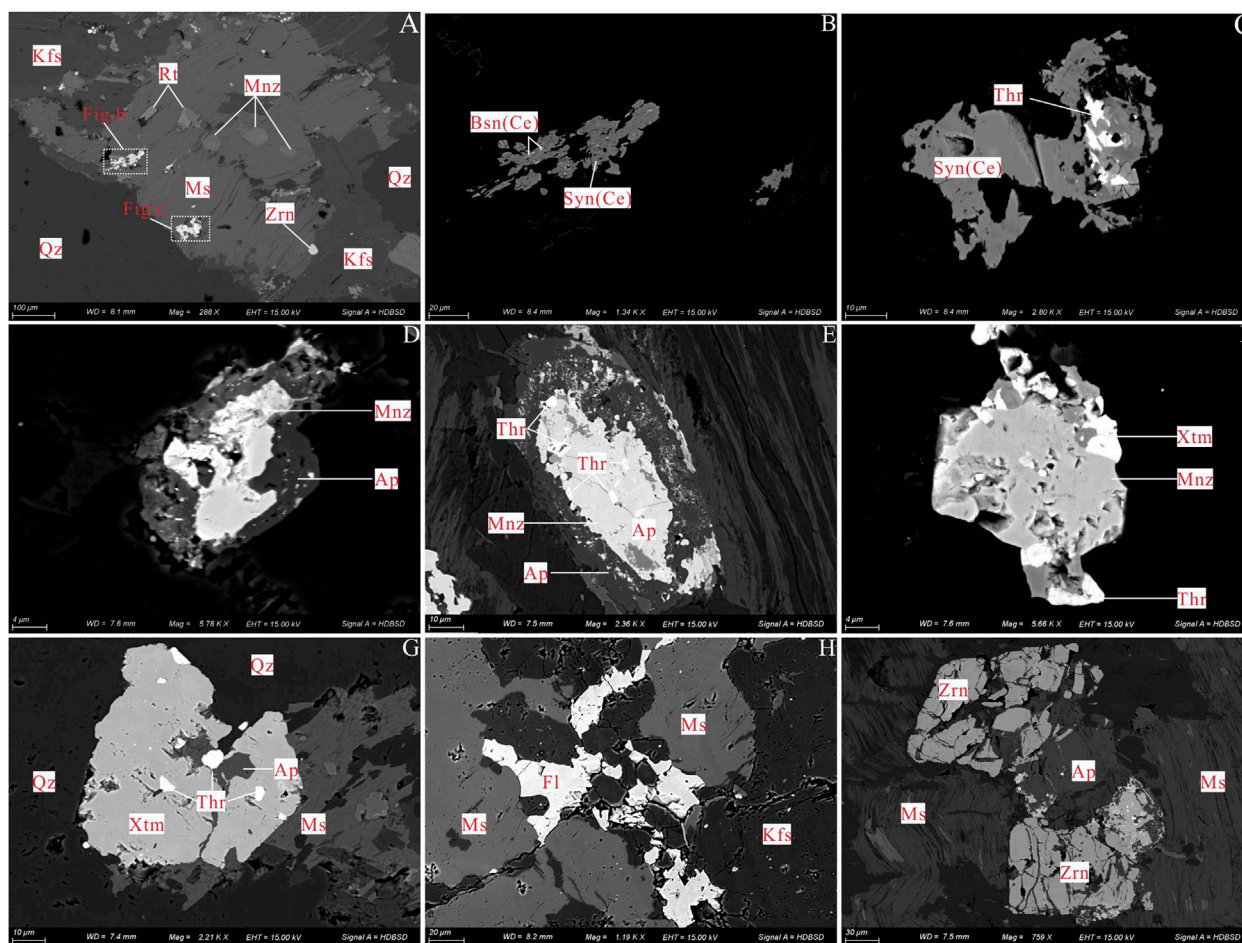 A
Kfs
Rt
Mnz
Fig.b
Ms
Qz
Fig.c
Zrn
Qz
Kfs
100 µm
WD = 8.1 mm
Mag = 288 X
EHT = 15.00 kV
Signal A = HDBSD
B
Bsn(Ce)
Syn(Ce)
20 µm
WD = 8.4 mm
Mag = 1.34 K X
EHT = 15.00 kV
Signal A = HDBSD
Thr
Syn(Ce)
10 µm
WD = 8.4 mm
Mag = 2.80 K X
EHT = 15.00 kV
Signal A = HDBSD
D
Mnz
Ap
4 µm
WD = 7.6 mm
Mag = 5.78 K X
EHT = 15.00 kV
Signal A = HDBSD
E
Thr
Thr
Mnz
Ap
Ap
10 µm
WD = 7.5 mm
Mag = 2.36 K X
EHT = 15.00 kV
Signal A = HDBSD
Xtm
Mnz
Thr
4 µm
WD = 7.6 mm
Mag = 5.66 K X
EHT = 15.00 kV
Signal A = HDBSD
G
Qz
Qz
Ap
Thr
Xtm
Ms
10 µm
WD = 7.4 mm
Mag = 2.21 K X
EHT = 15.00 kV
Signal A = HDBSD
H
Ms
Fl
Ms
Kfs
20 µm
WD = 8.2 mm
Mag = 1.19 K X
EHT = 15.00 kV
Signal A = HDBSD
Zrn
Ap
Ms
Ms
Zrn
30 µm
WD = 7.5 mm
Mag = 759 X
EHT = 15.00 kV
Signal A = HDBSD